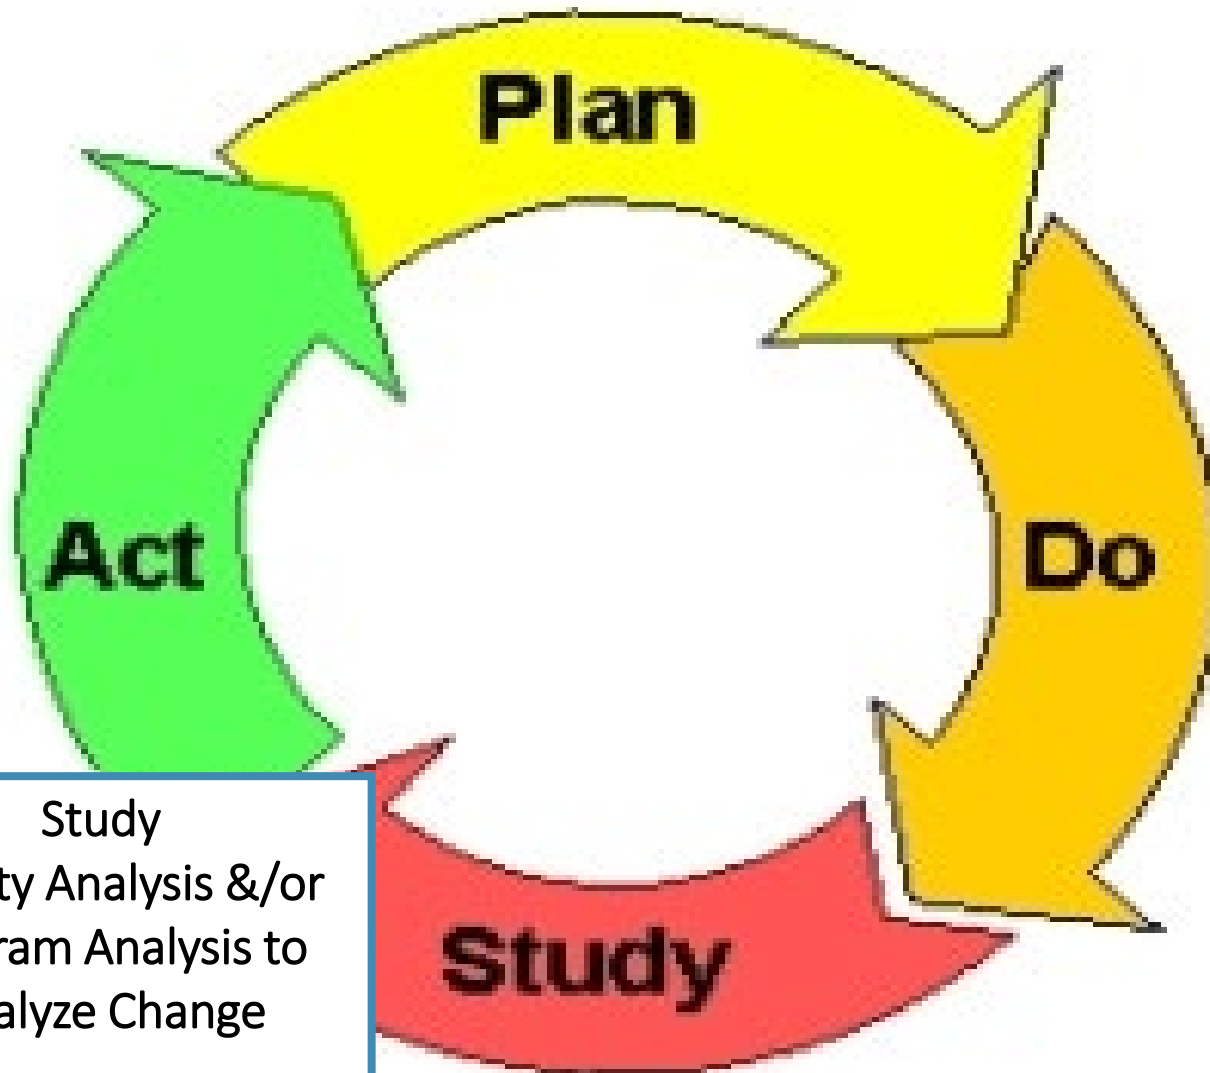 Plan
Act
Do
Study
Study
ty Analysis &/or
ram Analysis to
alyze Change